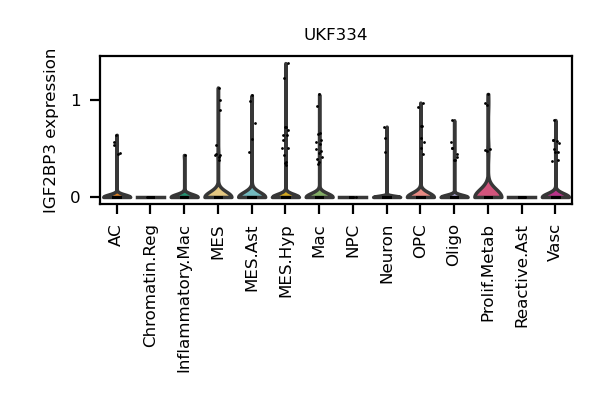 UKF334
IGF2BP3 expression
1
0
AC
Chromatin.Reg
Inflammatory.Mac
MES
MES.Ast
MES.Hyp
Mac
NPC
Neuron
OPC
Oligo
Prolif.Metab
Reactive.Ast
Vasc